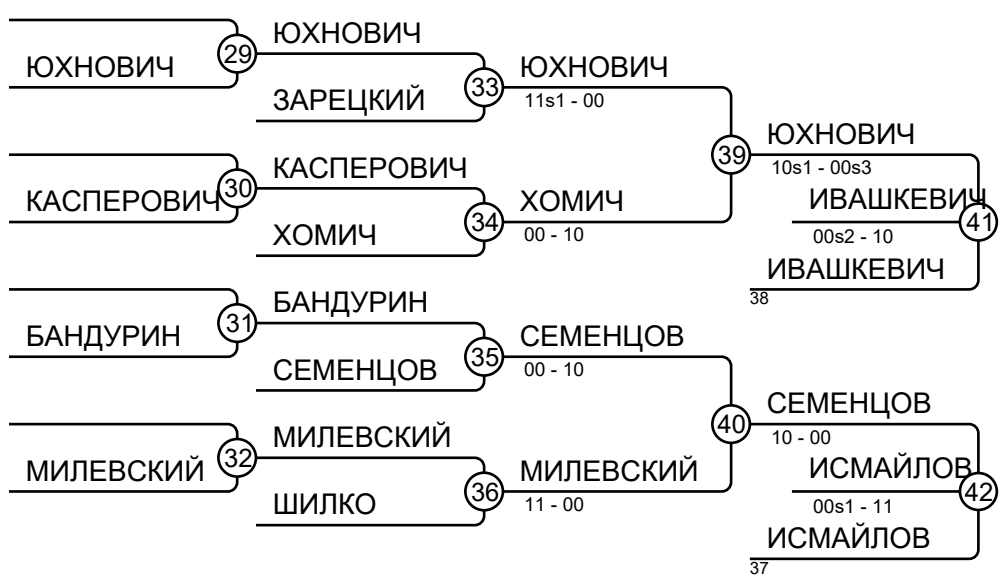 ЮХНОВИЧ
29
ЮХНОВИЧ
ЗАРЕЦКИЙ
33
ЮХНОВИЧ
11s1 - 00
КАСПЕРОВИЧ
30
КАСПЕРОВИЧ
ХОМИЧ
34
ХОМИЧ
00 - 10
39
ЮХНОВИЧ
10s1 - 00s3
ИВАШКЕВИЧ
41
00s2 - 10
ИВАШКЕВИЧ
38
БАНДУРИН
31
БАНДУРИН
СЕМЕНЦОВ
35
СЕМЕНЦОВ
00 - 10
МИЛЕВСКИЙ
32
МИЛЕВСКИЙ
ШИЛКО
36
МИЛЕВСКИЙ
11 - 00
40
СЕМЕНЦОВ
10 - 00
ИСМАЙЛОВ
42
00s1 - 11
ИСМАЙЛОВ
37